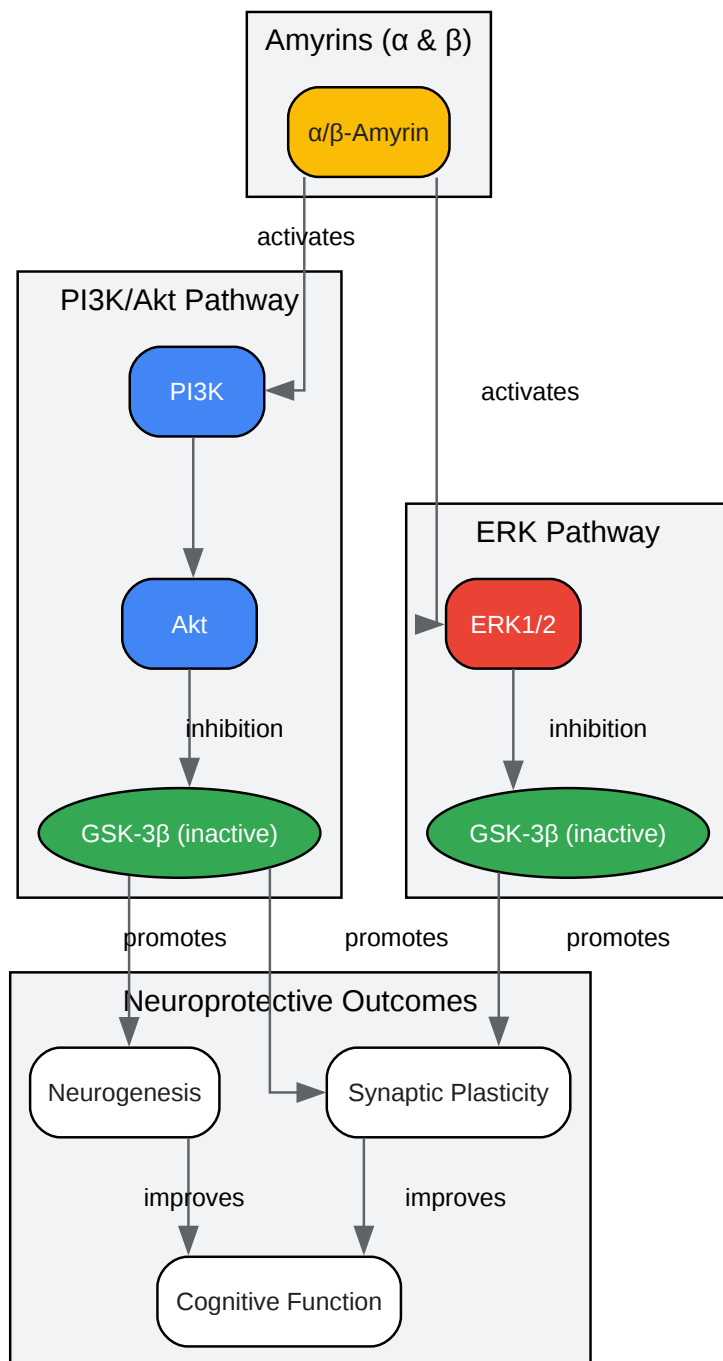 Amyrins (α & β)
α/β-Amyrin
activates
PI3K/Akt Pathway
PI3K
activates
ERK Pathway
Akt
ERK1/2
inhibition
inhibition
GSK-3β (inactive)
GSK-3β (inactive)
promotes
promotes
promotes
Neuroprotective Outcomes
Neurogenesis
Synaptic Plasticity
improves
improves
Cognitive Function